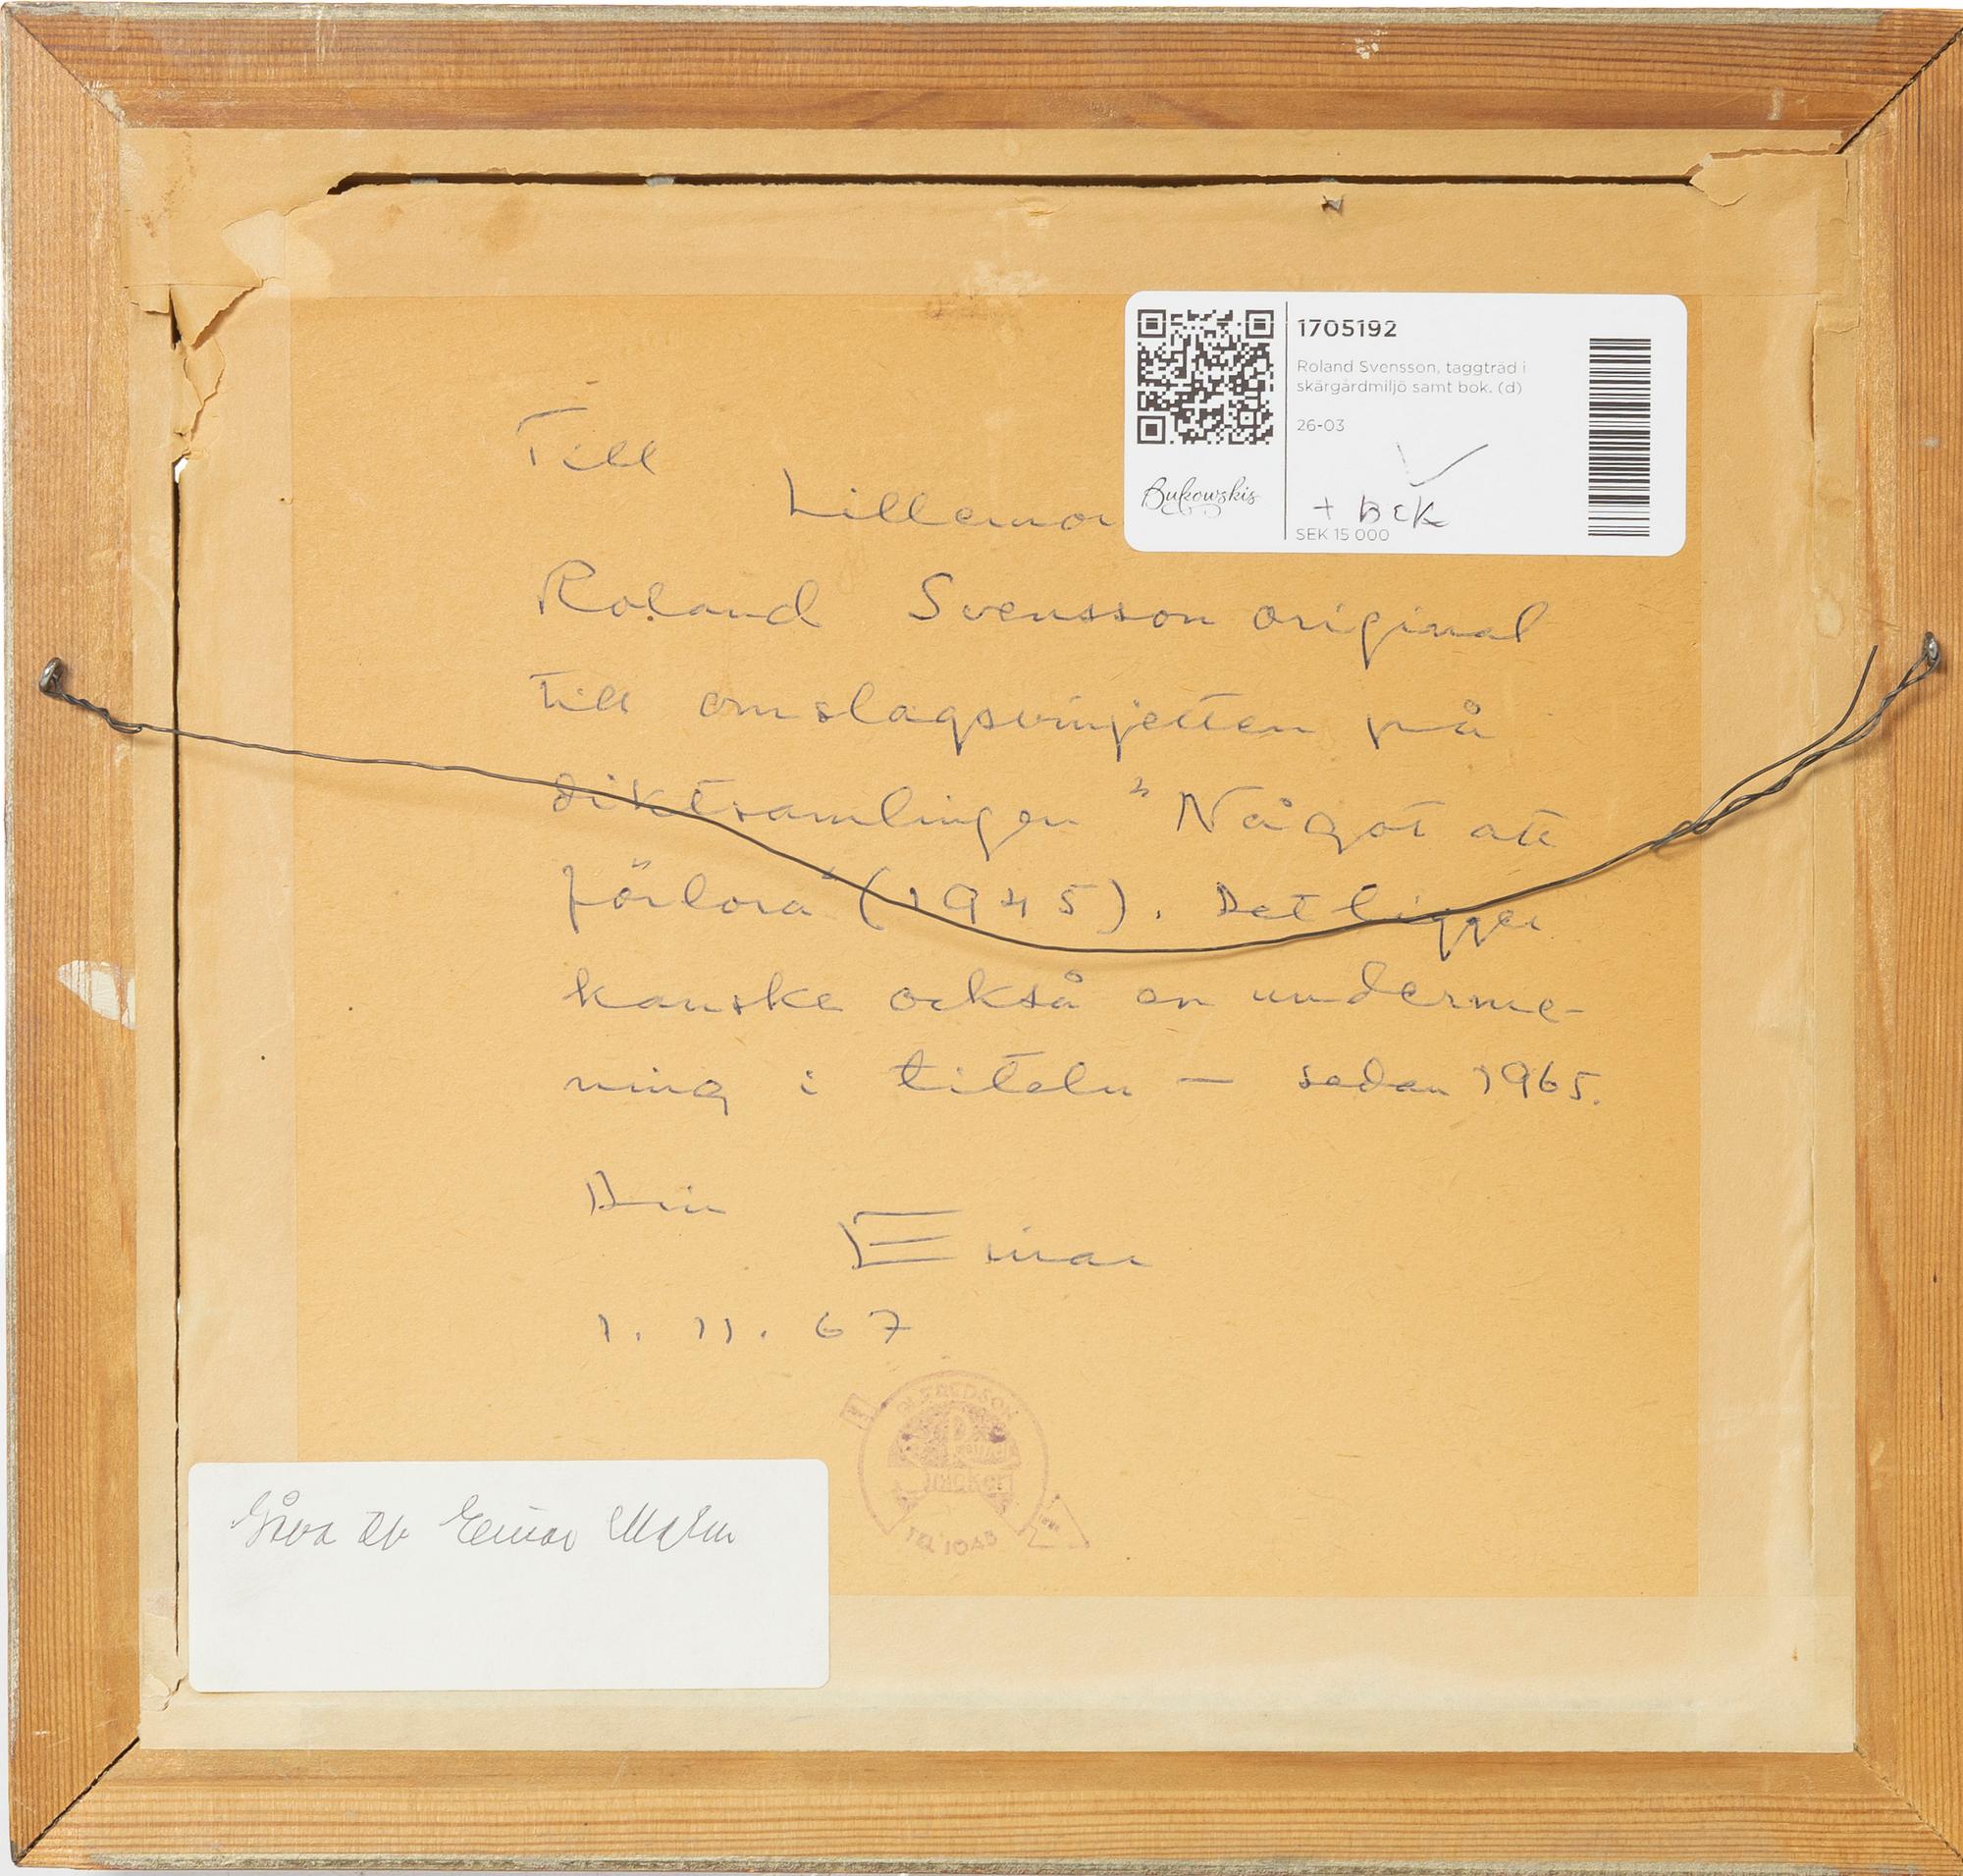 1705192
Roland Svensson, taggträd i
skärgårdmiljö samt bok. (d)
26-03
+ BOK
SEK 15 000
Bukowskis
Till
Lillemor
Roland Svensson original
till omslagsvinjetten på
diktsamlingen "Något att
förlora" (1945). Det ligger
kanske också en underme-
ning i titeln — sedan 1965.
Din
Einar
1. 11. 67
Gåva av Einar Malm